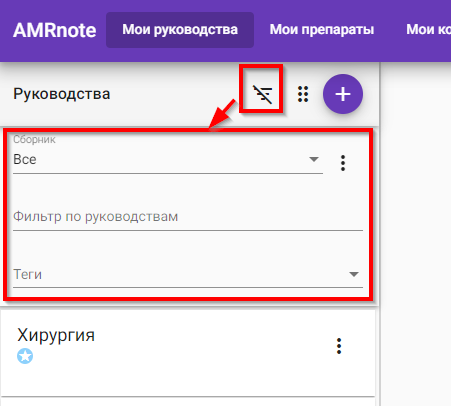 AMRnote Мои руководства Мои препараты Мои ко
Руководства
Сборник
Все
Фильтр по руководствам
Теги
Хирургия